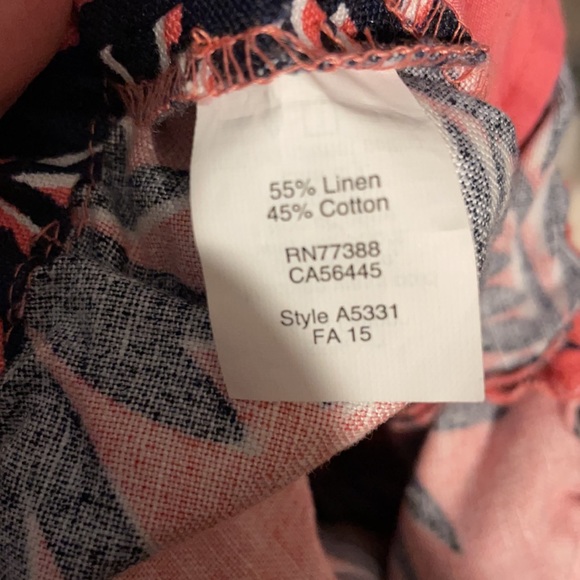 55% Linen
45% Cotton
RN77388
CA56445
Style A5331
FA 15